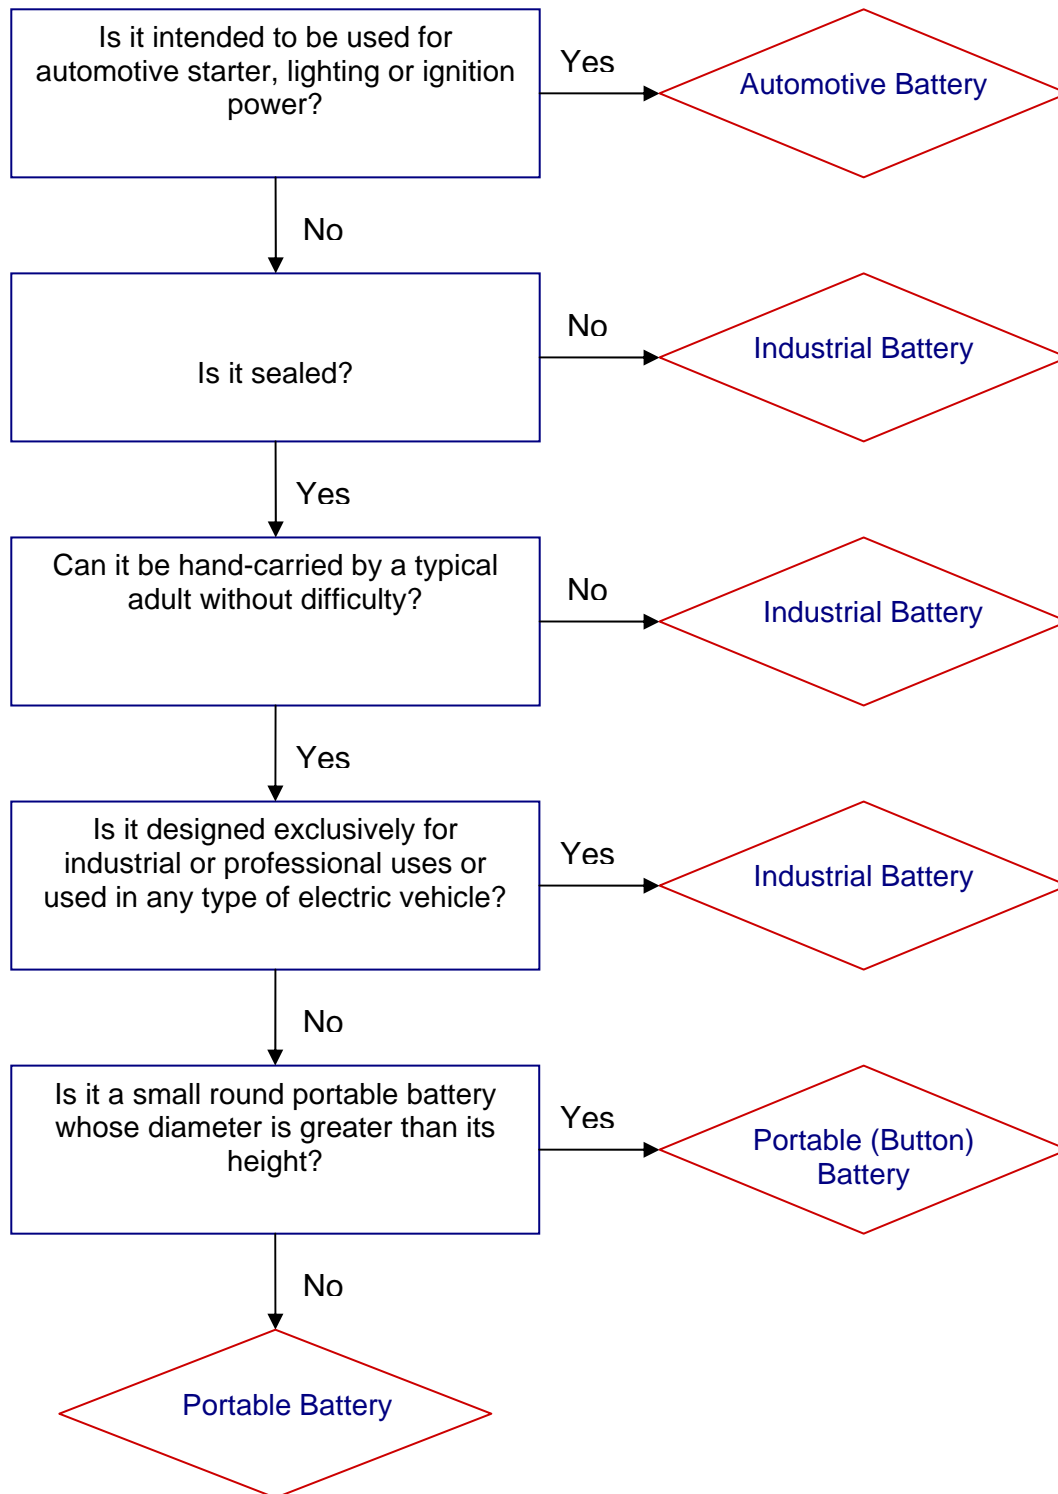 Is it intended to be used for
automotive starter, lighting or ignition
power?
Yes
Automotive Battery
No
Is it sealed?
No
Industrial Battery
Yes
Can it be hand-carried by a typical
adult without difficulty?
No
Industrial Battery
Yes
Is it designed exclusively for
industrial or professional uses or
used in any type of electric vehicle?
Yes
Industrial Battery
No
Is it a small round portable battery
whose diameter is greater than its
height?
Yes
Portable (Button)
Battery
No
Portable Battery